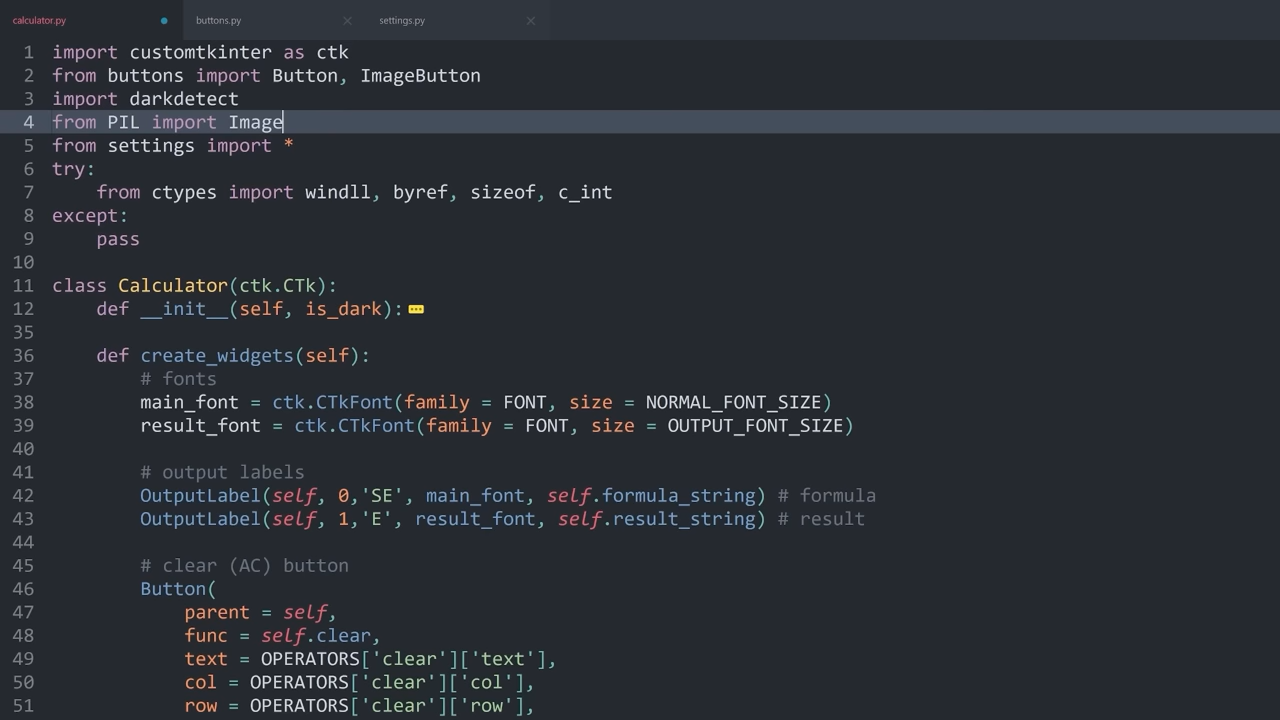 calculator.py buttons.py settings.py
1 import customtkinter as ctk
2 from buttons import Button, ImageButton
3 import darkdetect
4 from PIL import Image
5 from settings import *
6 try:
7     from ctypes import windll, byref, sizeof, c_int
8 except:
9     pass
10
11 class Calculator(ctk.CTk):
12     def __init__(self, is_dark):
35
36     def create_widgets(self):
37         # fonts
38         main_font = ctk.CTkFont(family = FONT, size = NORMAL_FONT_SIZE)
39         result_font = ctk.CTkFont(family = FONT, size = OUTPUT_FONT_SIZE)
40
41         # output labels
42         OutputLabel(self, 0,'SE', main_font, self.formula_string) # formula
43         OutputLabel(self, 1,'E', result_font, self.result_string) # result
44
45         # clear (AC) button
46         Button(
47             parent = self,
48             func = self.clear,
49             text = OPERATORS['clear']['text'],
50             col = OPERATORS['clear']['col'],
51             row = OPERATORS['clear']['row'],